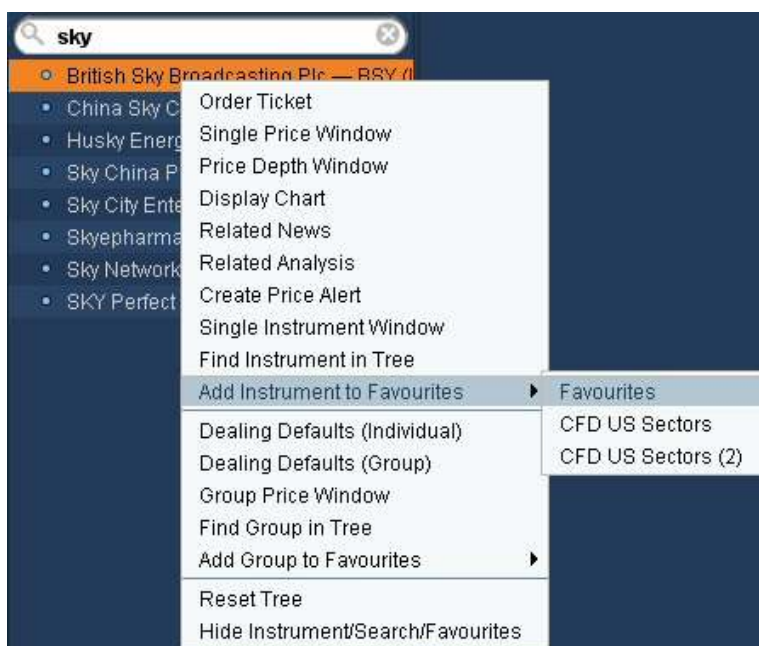 sky
British Sky Broadcasting Plc — BSY (
China Sky C
Husky Energ
Sky China P
Sky City Ente
Skyepharma
Sky Network
SKY Perfect
Order Ticket
Single Price Window
Price Depth Window
Display Chart
Related News
Related Analysis
Create Price Alert
Single Instrument Window
Find Instrument in Tree
Add Instrument to Favourites
Favourites
CFD US Sectors
CFD US Sectors (2)
Dealing Defaults (Individual)
Dealing Defaults (Group)
Group Price Window
Find Group in Tree
Add Group to Favourites
Reset Tree
Hide Instrument/Search/Favourites